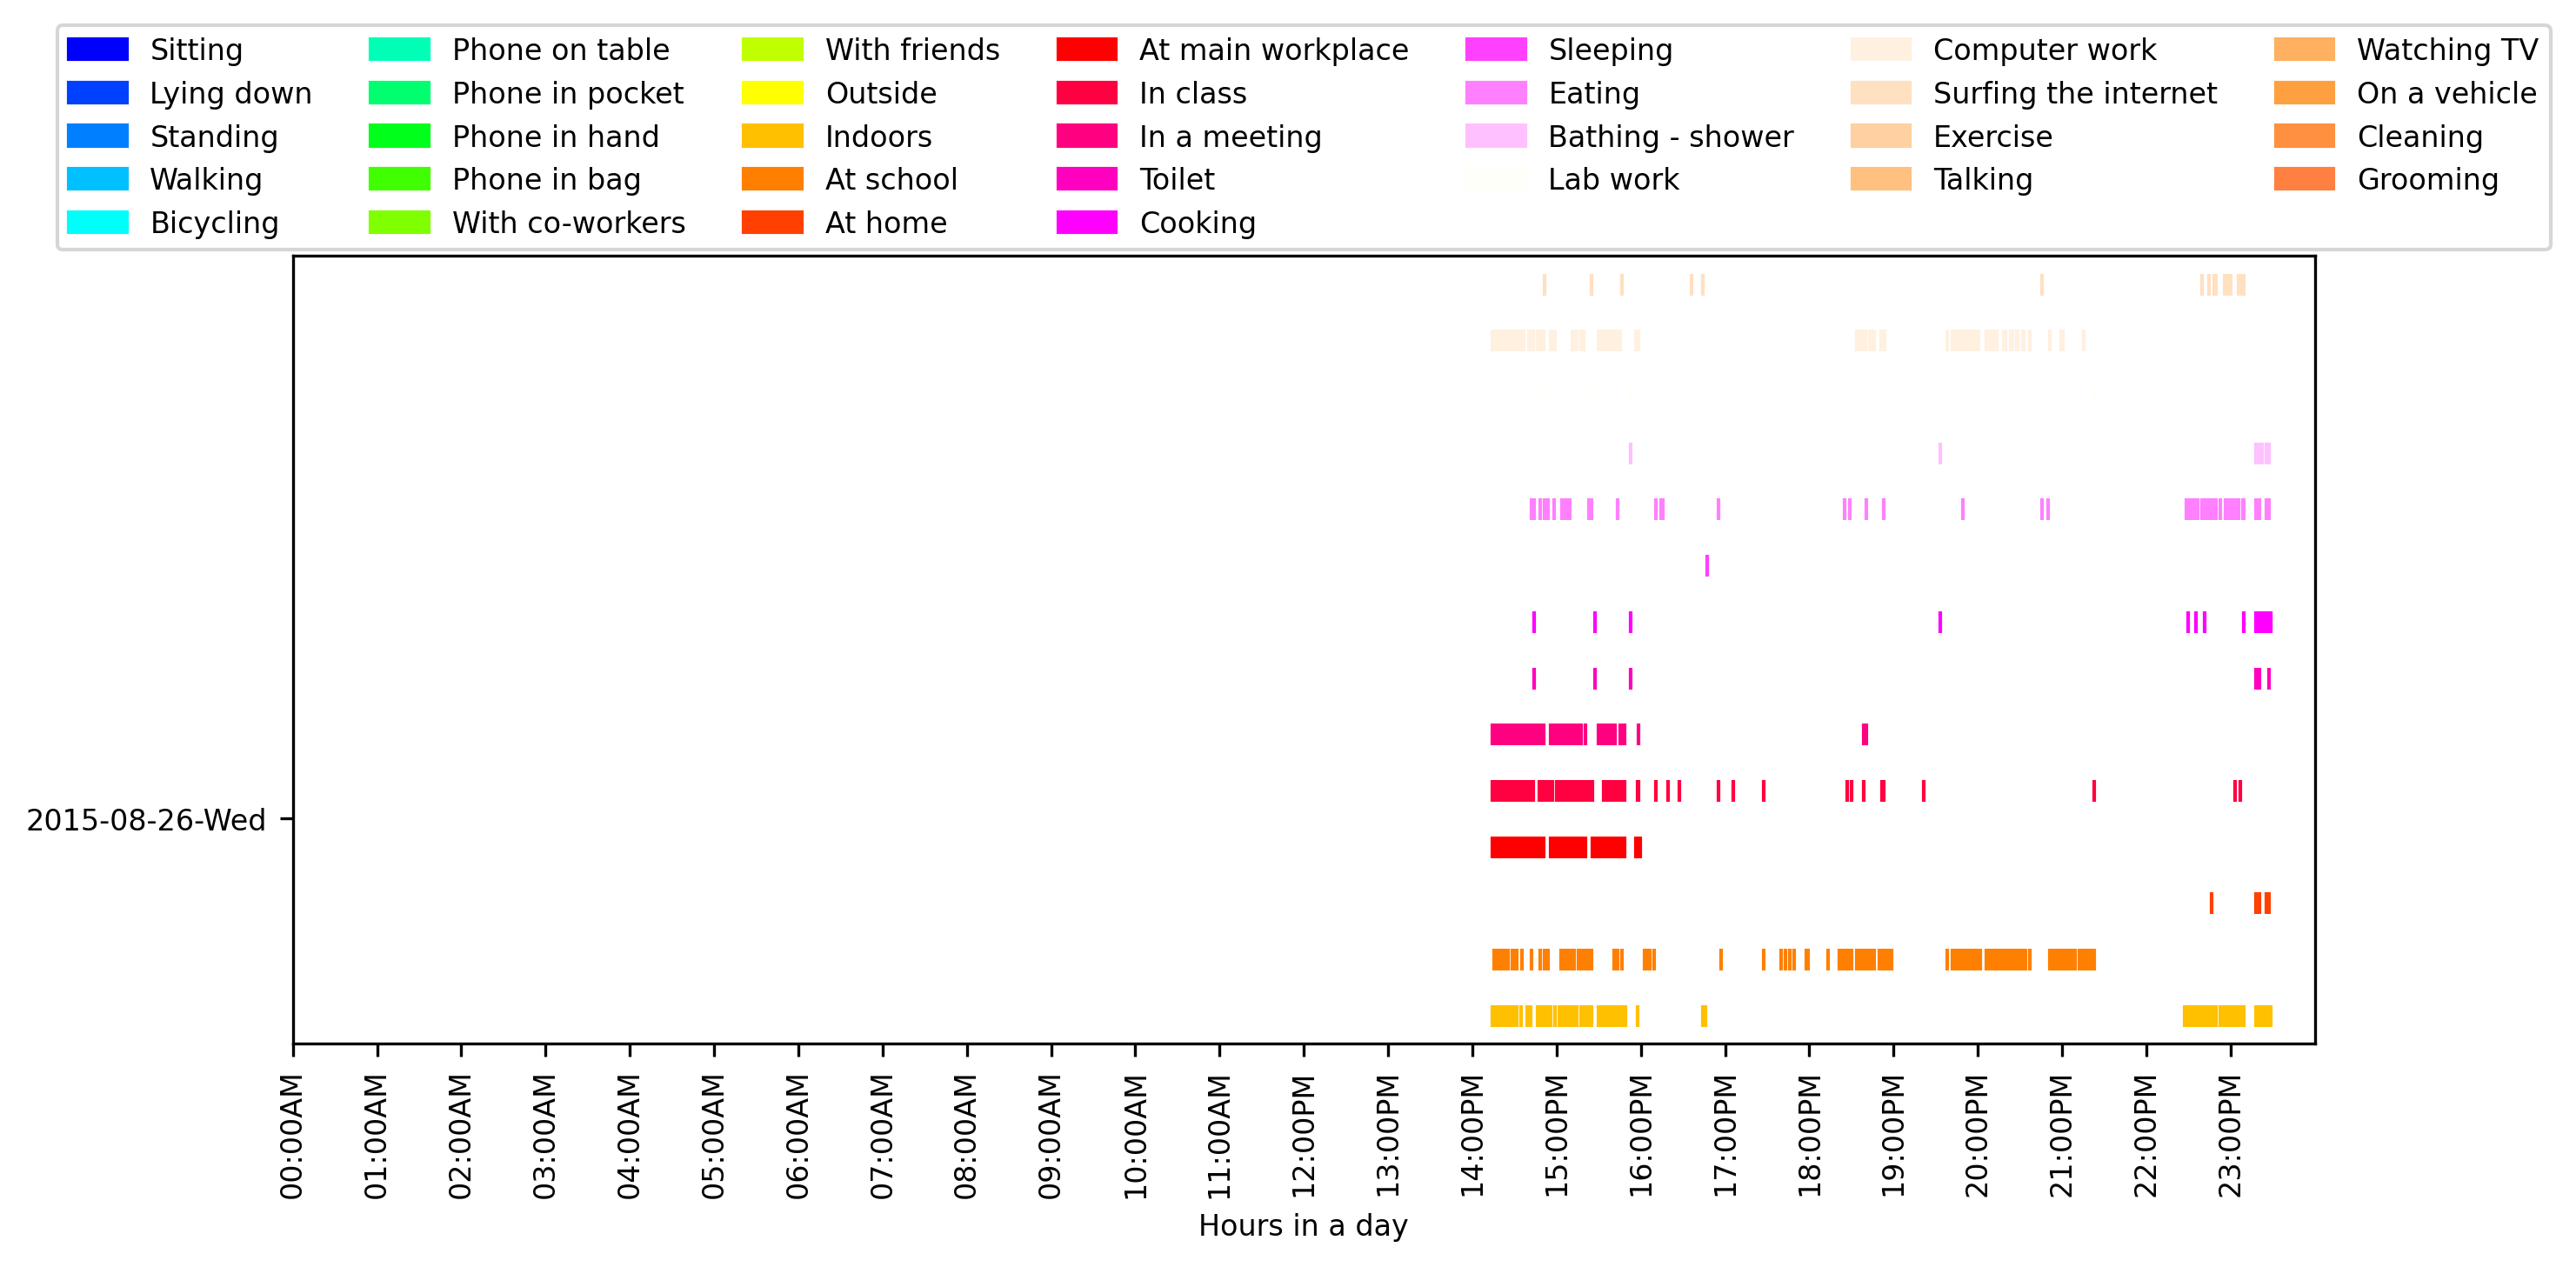 Sitting
Lying down
Standing
Walking
Bicycling
Phone on table
Phone in pocket
Phone in hand
Phone in bag
With co-workers
With friends
Outside
Indoors
At school
At home
At main workplace
In class
In a meeting
Toilet
Cooking
Sleeping
Eating
Bathing - shower
Lab work
Computer work
Surfing the internet
Exercise
Talking
Watching TV
On a vehicle
Cleaning
Grooming
2015-08-26-Wed
00:00AM
01:00AM
02:00AM
03:00AM
04:00AM
05:00AM
06:00AM
07:00AM
08:00AM
09:00AM
10:00AM
11:00AM
12:00PM
13:00PM
14:00PM
15:00PM
16:00PM
17:00PM
18:00PM
19:00PM
20:00PM
21:00PM
22:00PM
23:00PM
Hours in a day